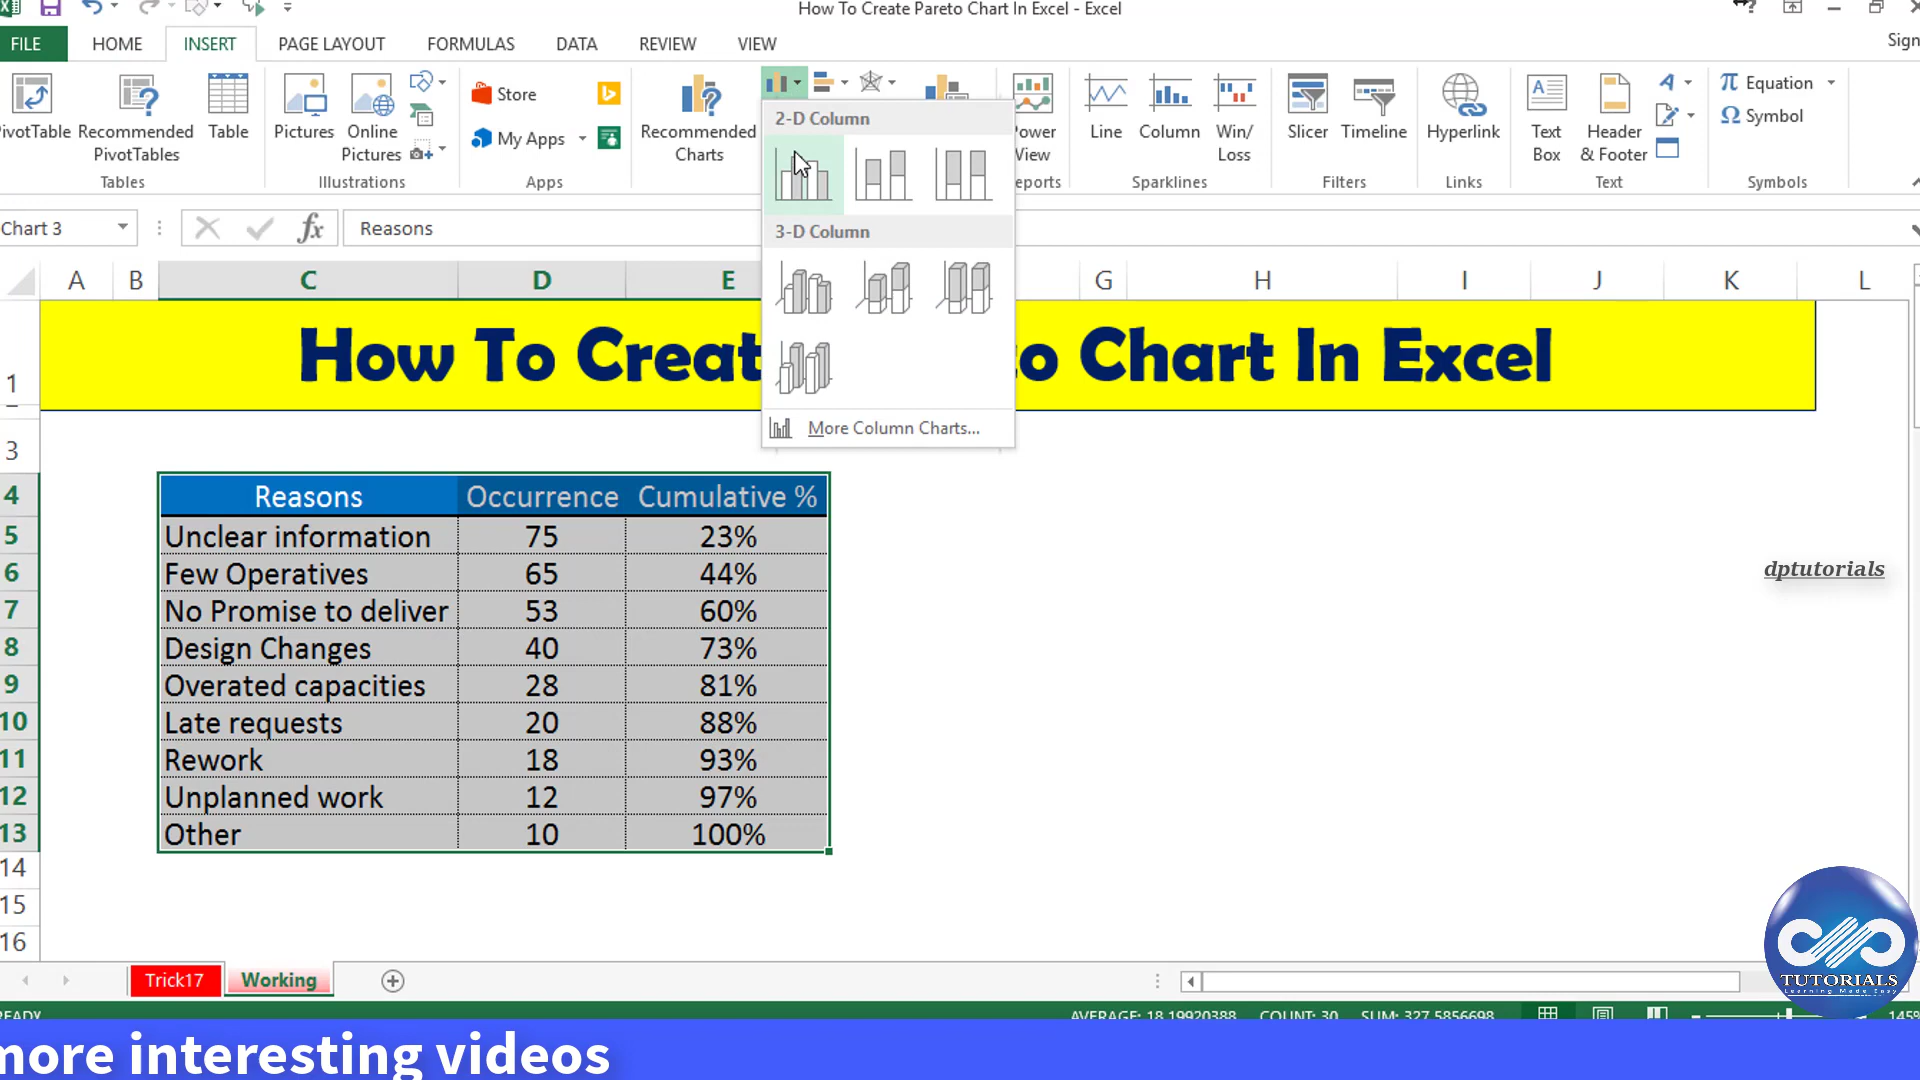 How To Create Pareto Chart In Excel - Excel
Sign
FILE HOME INSERT PAGE LAYOUT FORMULAS DATA REVIEW VIEW
PivotTable
Recommended
PivotTables
Table
Tables
Pictures
Online
Pictures
Illustrations
Store
My Apps
Apps
Recommended
Charts
Power
View
Reports
Line
Column
Win/
Loss
Sparklines
Slicer
Timeline
Filters
Hyperlink
Links
Text
Box
Header
& Footer
Text
Equation
Symbol
Symbols
2-D Column
3-D Column
More Column Charts...
Chart 3
fx
Reasons
A B C D E G H I J K L
1 How To Creat to Chart In Excel
3
4 Reasons Occurrence Cumulative %
5 Unclear information 75 23%
6 Few Operatives 65 44%
7 No Promise to deliver 53 60%
8 Design Changes 40 73%
9 Overated capacities 28 81%
10 Late requests 20 88%
11 Rework 18 93%
12 Unplanned work 12 97%
13 Other 10 100%
14
15
16
dptutorials
TUTORIALS
Learning Made Easy
Trick17 Working
READY AVERAGE: 18.19920388 COUNT: 30 SUM: 327.5856698 145%
more interesting videos